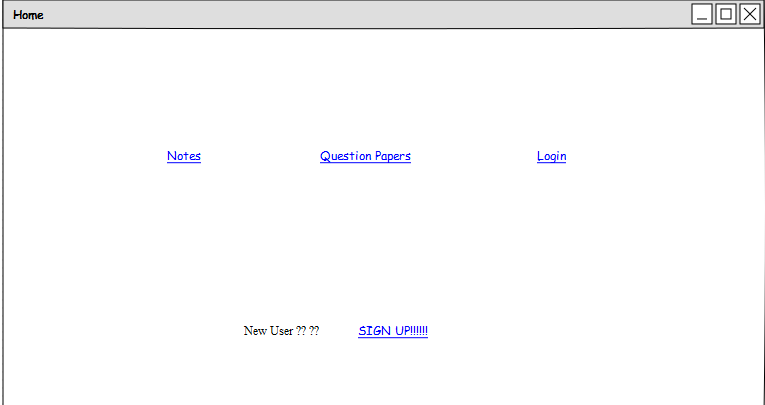 Home
Notes Question Papers Login
New User ?? ?? SIGN UP!!!!!!